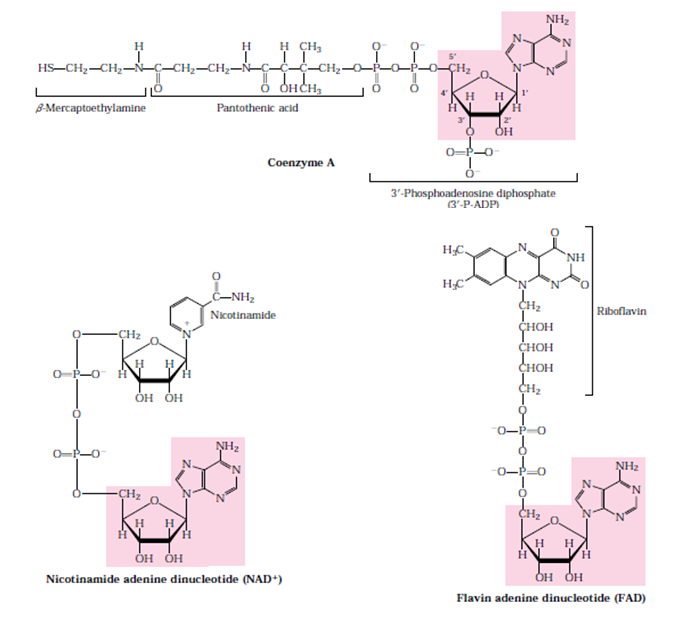 NH₂
H H H CH₃ O⁻ O⁻ N N
HS—CH₂—CH₂—N—C—CH₂—CH₂—N—C—C—C—CH₂—O—P—O—P—O—CH₂ 5′ O N N
O O OH CH₃ O O 4′ H H 1′
H H
β-Mercaptoethylamine Pantothenic acid 3′ 2′
O OH
O=P—O⁻
Coenzyme A O⁻
3′-Phosphoadenosine diphosphate
(3′-P-ADP)
O
H₃C N NH
O
C—NH₂ H₃C N N O
Nicotinamide CH₂ Riboflavin
O CH₂ O N +
CHOH
CHOH
O=P—O⁻ H H H H CHOH
OH OH CH₂
O O
⁻O—P=O
O=P—O⁻ NH₂ O
N N ⁻O—P=O NH₂
O CH₂ O N N O N N
CH₂ O N N
H H H H
OH OH H H H H
Nicotinamide adenine dinucleotide (NAD⁺) OH OH
Flavin adenine dinucleotide (FAD)